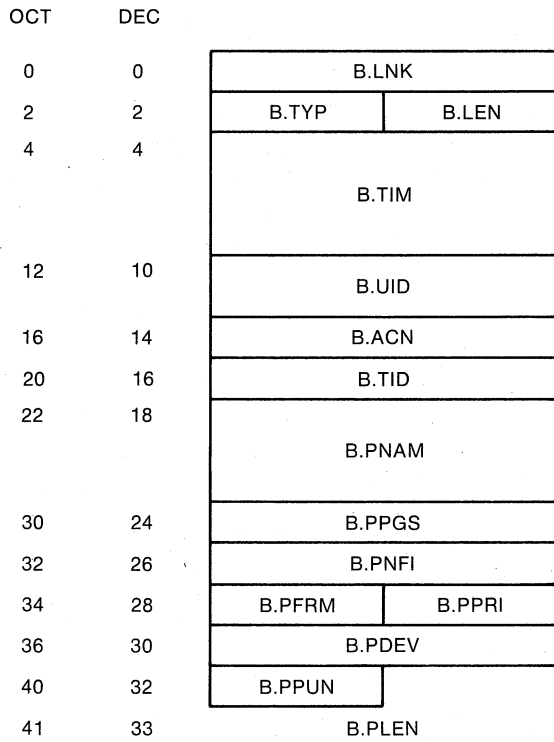 OCT DEC
0 0 B.LNK
2 2 B.TYP B.LEN
4 4
B.TIM
12 10
B.UID
16 14 B.ACN
20 16 B.TID
22 18
B.PNAM
30 24 B.PPGS
32 26 B.PNFI
34 28 B.PFRM B.PPRI
36 30 B.PDEV
40 32 B.PPUN
41 33 B.PLEN